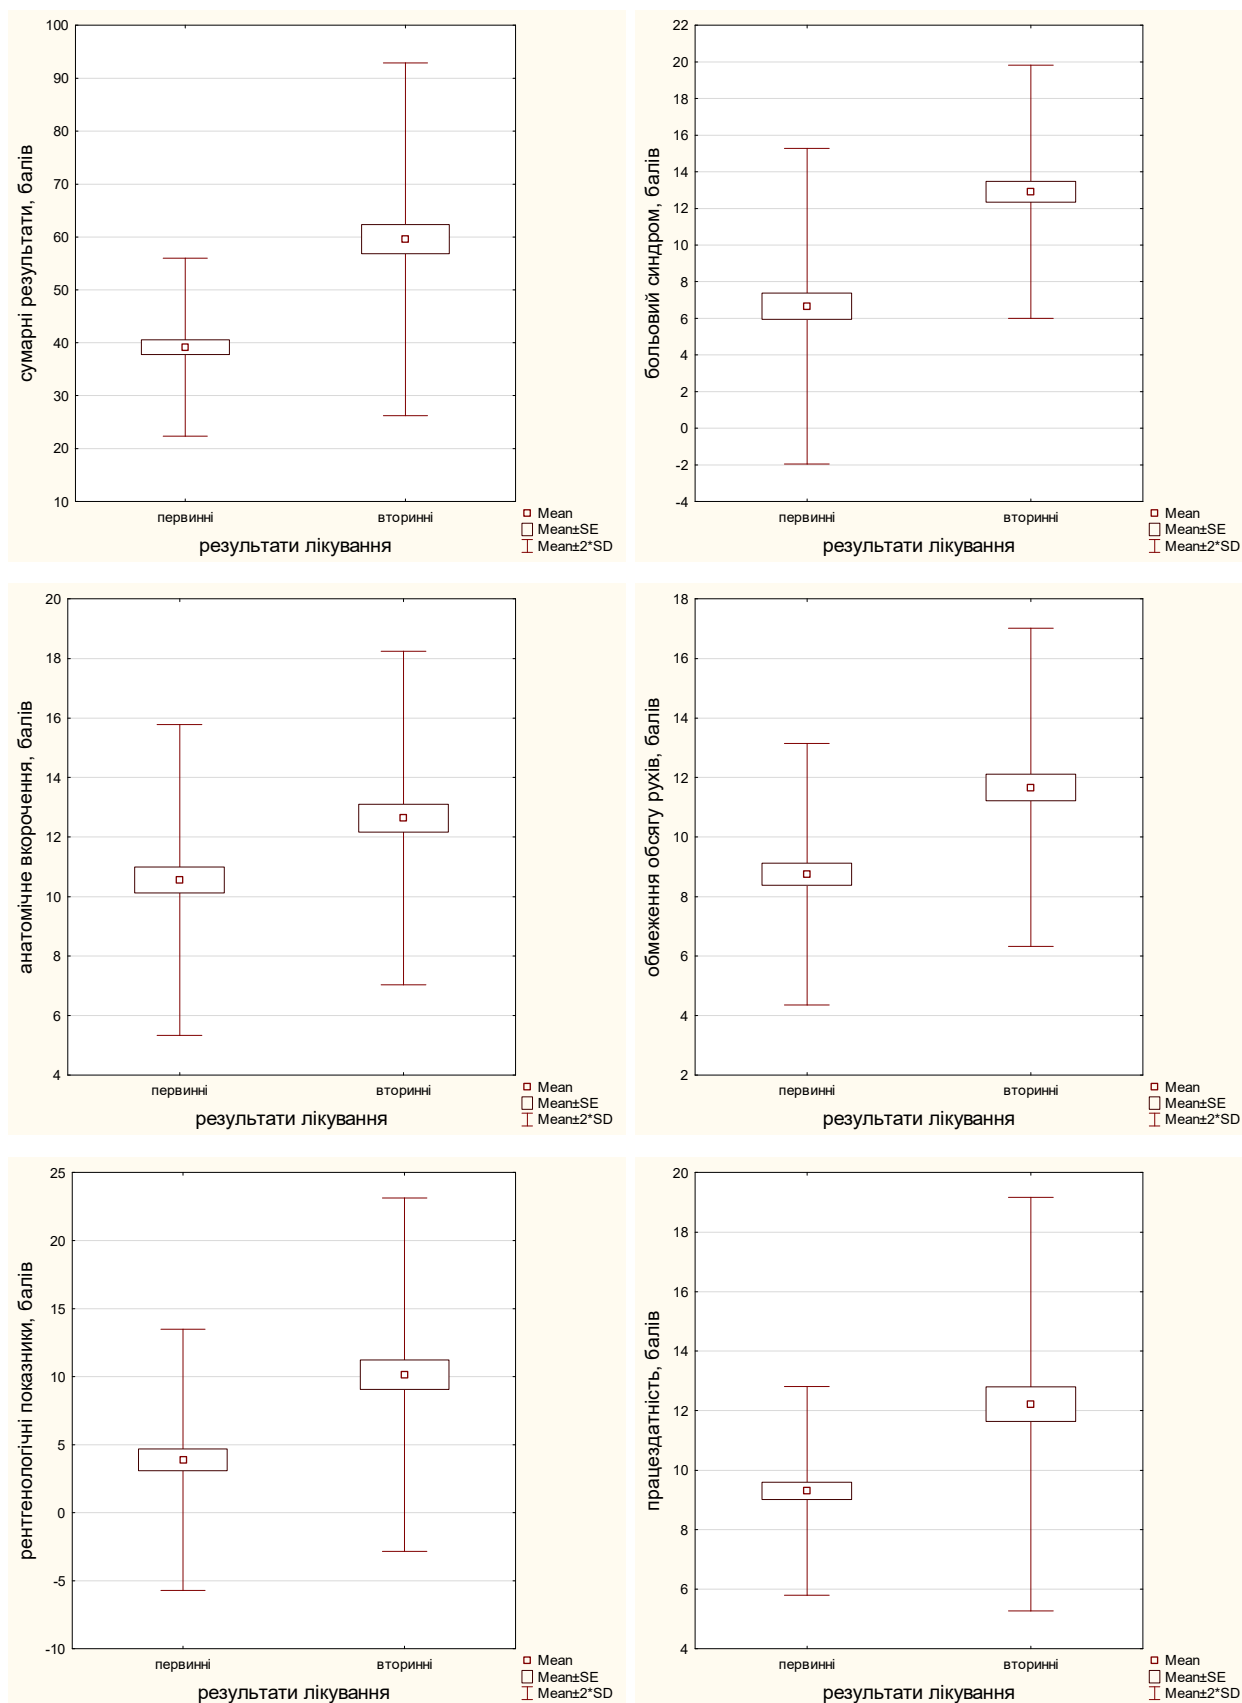 сумарні результати, балів
100
90
80
70
60
50
40
30
20
10
первинні
вторинні
результати лікування
Mean
Mean±SE
Mean±2*SD
больовий синдром, балів
22
20
18
16
14
12
10
8
6
4
2
0
-2
-4
первинні
вторинні
результати лікування
Mean
Mean±SE
Mean±2*SD
анатомічне вкорочення, балів
20
18
16
14
12
10
8
6
4
первинні
вторинні
результати лікування
Mean
Mean±SE
Mean±2*SD
обмеження обсягу рухів, балів
18
16
14
12
10
8
6
4
2
первинні
вторинні
результати лікування
Mean
Mean±SE
Mean±2*SD
рентгенологічні показники, балів
25
20
15
10
5
0
-5
-10
первинні
вторинні
результати лікування
Mean
Mean±SE
Mean±2*SD
працездатність, балів
20
18
16
14
12
10
8
6
4
первинні
вторинні
результати лікування
Mean
Mean±SE
Mean±2*SD